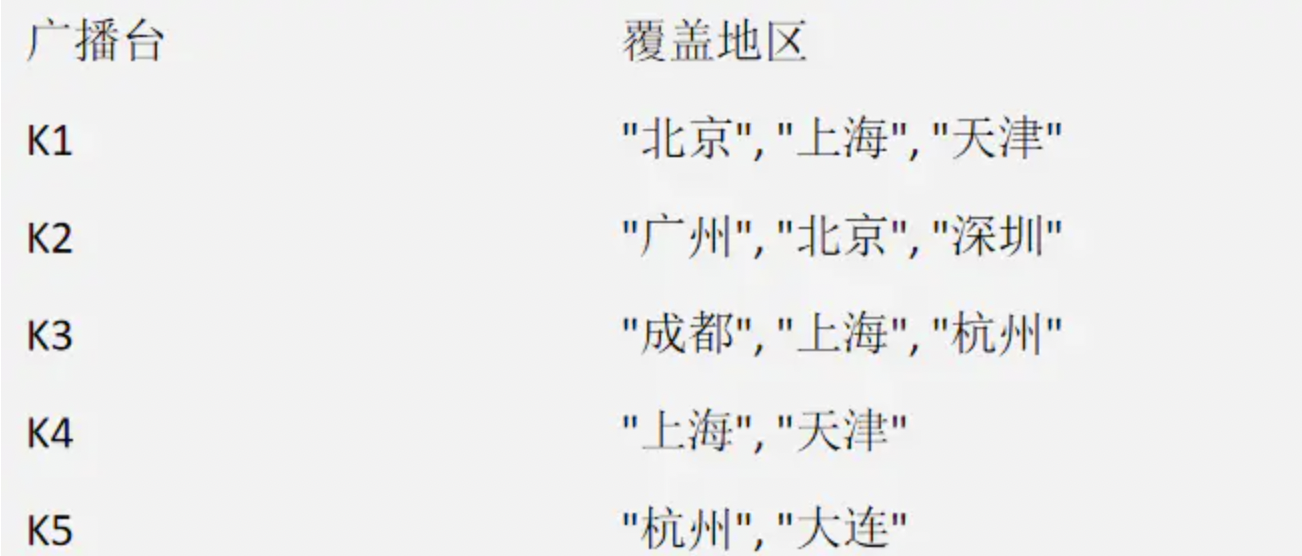 广播台 覆盖地区
K1 "北京", "上海", "天津"
K2 "广州", "北京", "深圳"
K3 "成都", "上海", "杭州"
K4 "上海", "天津"
K5 "杭州", "大连"